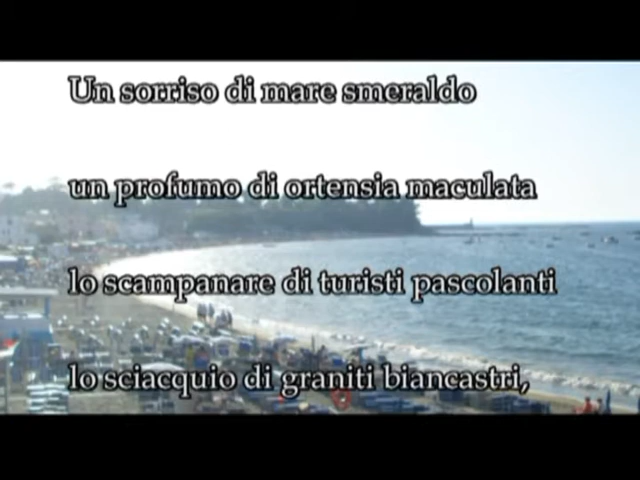 Un sorriso di mare smeraldo
un profumo di ortensia maculata
lo scampanare di turisti pascolanti
lo sciacquio di graniti biancastri,